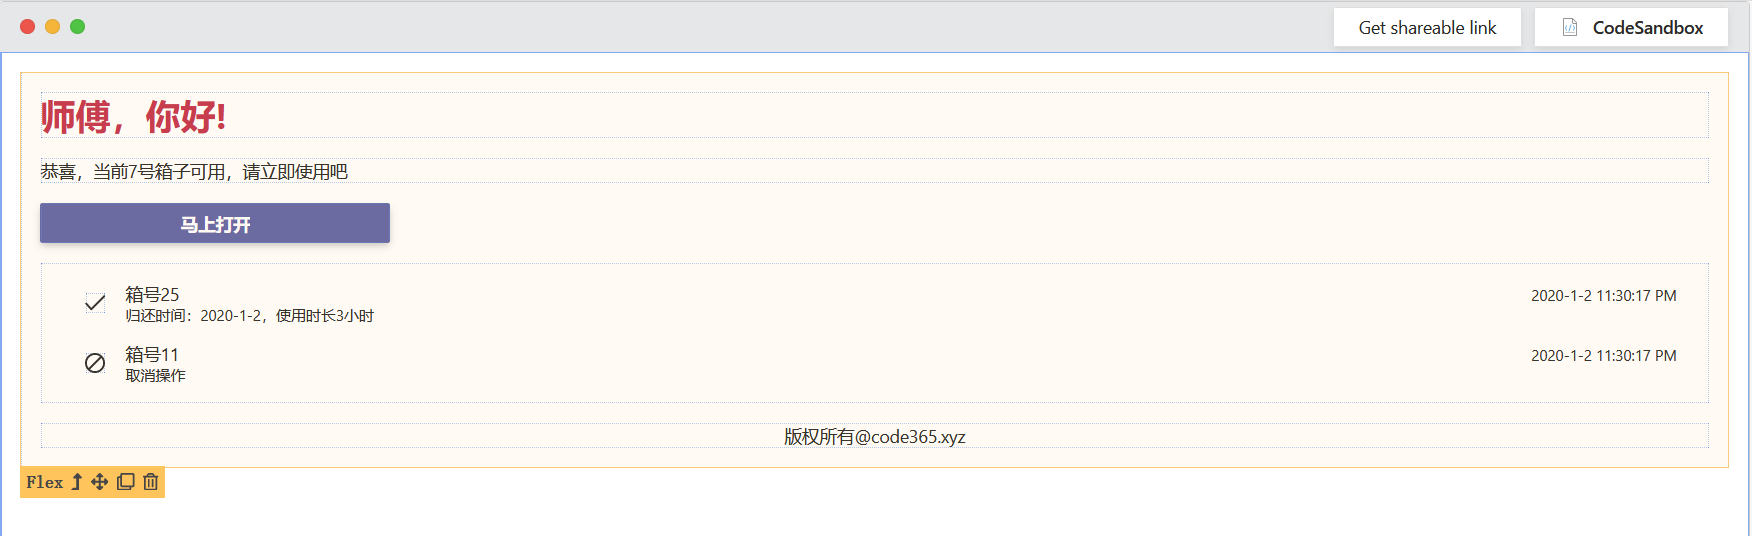 Get shareable link
CodeSandbox
师傅，你好!
恭喜，当前7号箱子可用，请立即使用吧
马上打开
箱号25
2020-1-2 11:30:17 PM
归还时间：2020-1-2，使用时长3小时
箱号11
2020-1-2 11:30:17 PM
取消操作
版权所有@code365.xyz
Flex